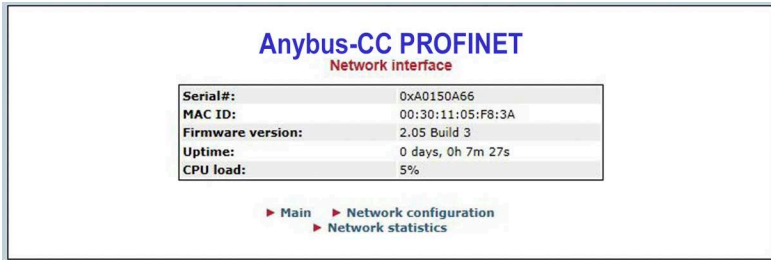 Anybus-CC PROFINET
Network interface
Serial#: 0xA0150A66
MAC ID: 00:30:11:05:F8:3A
Firmware version: 2.05 Build 3
Uptime: 0 days, 0h 7m 27s
CPU load: 5%
► Main ► Network configuration
► Network statistics